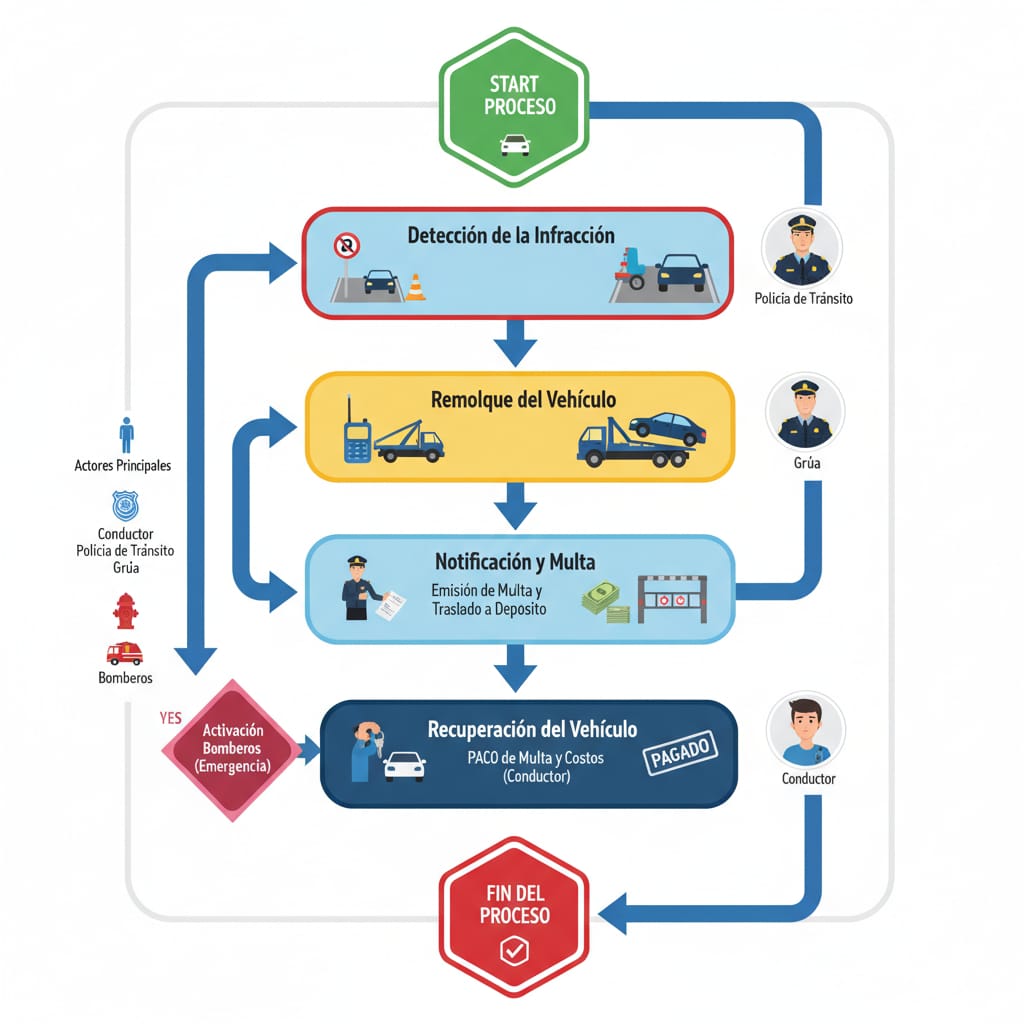 START
PROCESO
Detección de la Infracción
Policia de Tránsito
Remolque del Vehículo
Grúa
Actores Principales
Conductor
Policia de Tránsito
Grúa
Bomberos
Notificación y Multa
Emisión de Multa y
Traslado a Deposito
YES
Activación
Bomberos
(Emergencia)
Recuperación del Vehículo
PACO de Multa y Costos
(Conductor)
PAGADO
Conductor
FIN DEL
PROCESO